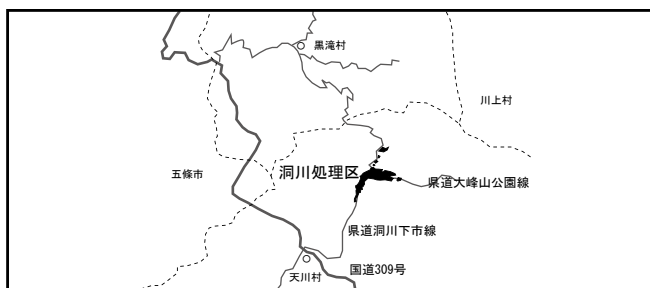 黒滝村
川上村
五條市
洞川処理区
県道大峰山公園線
県道洞川下市線
国道309号
天川村